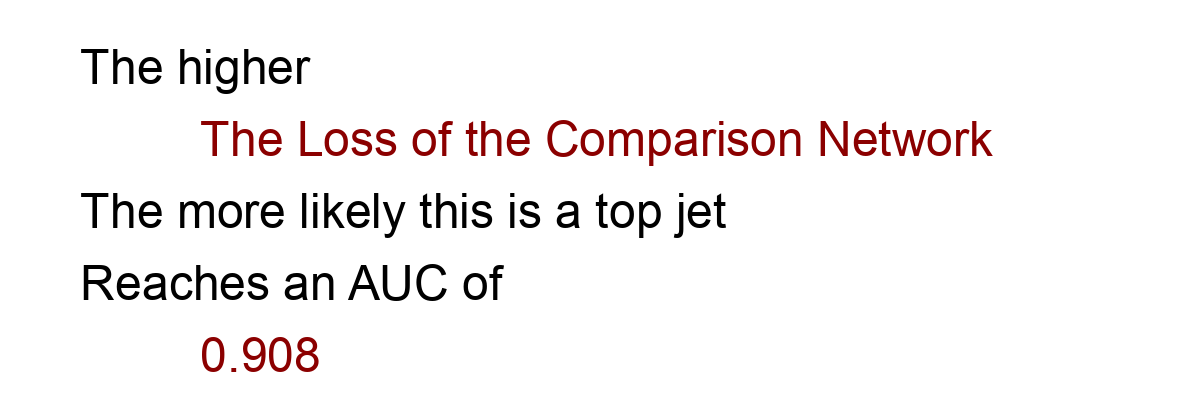 The higher
The Loss of the Comparison Network
The more likely this is a top jet
Reaches an AUC of
0.908